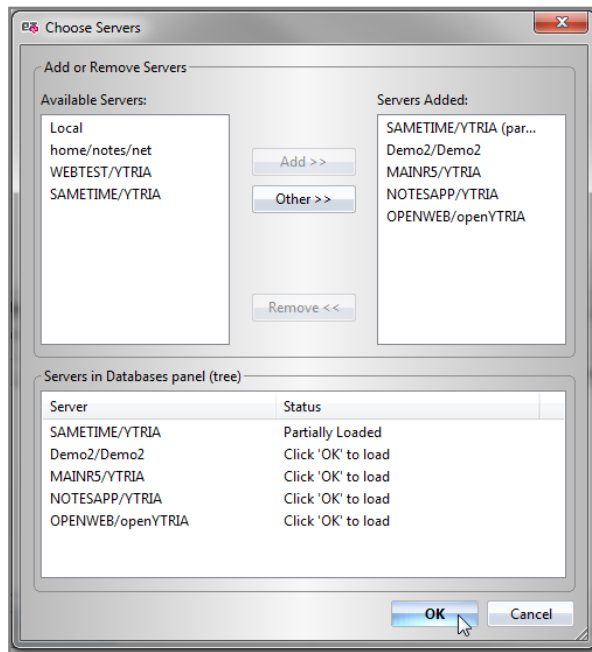 Choose Servers
Add or Remove Servers
Available Servers:
Local
home/notes/net
WEBTEST/YTRIA
SAMETIME/YTRIA
Add >>
Other >>
Remove <<
Servers Added:
SAMETIME/YTRIA (par...
Demo2/Demo2
MAINR5/YTRIA
NOTESAPP/YTRIA
OPENWEB/openYTRIA
Servers in Databases panel (tree)
Server Status
SAMETIME/YTRIA Partially Loaded
Demo2/Demo2 Click 'OK' to load
MAINR5/YTRIA Click 'OK' to load
NOTESAPP/YTRIA Click 'OK' to load
OPENWEB/openYTRIA Click 'OK' to load
OK Cancel